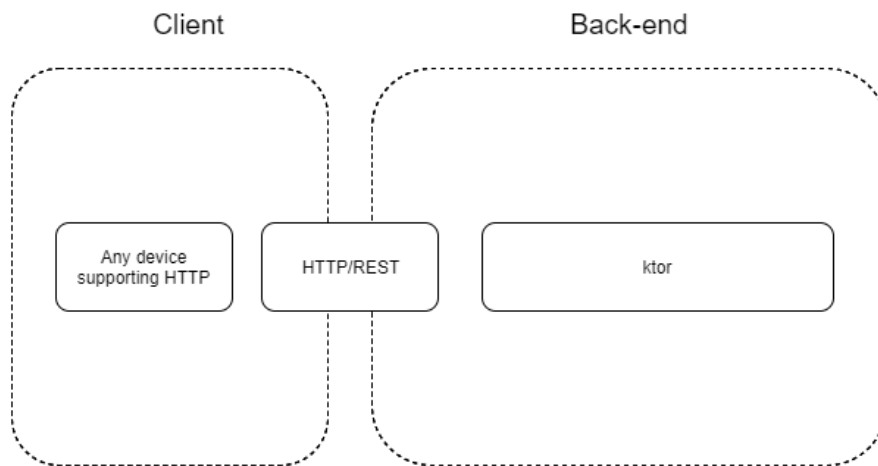 Client
Back-end
Any device
supporting HTTP
HTTP/REST
ktor